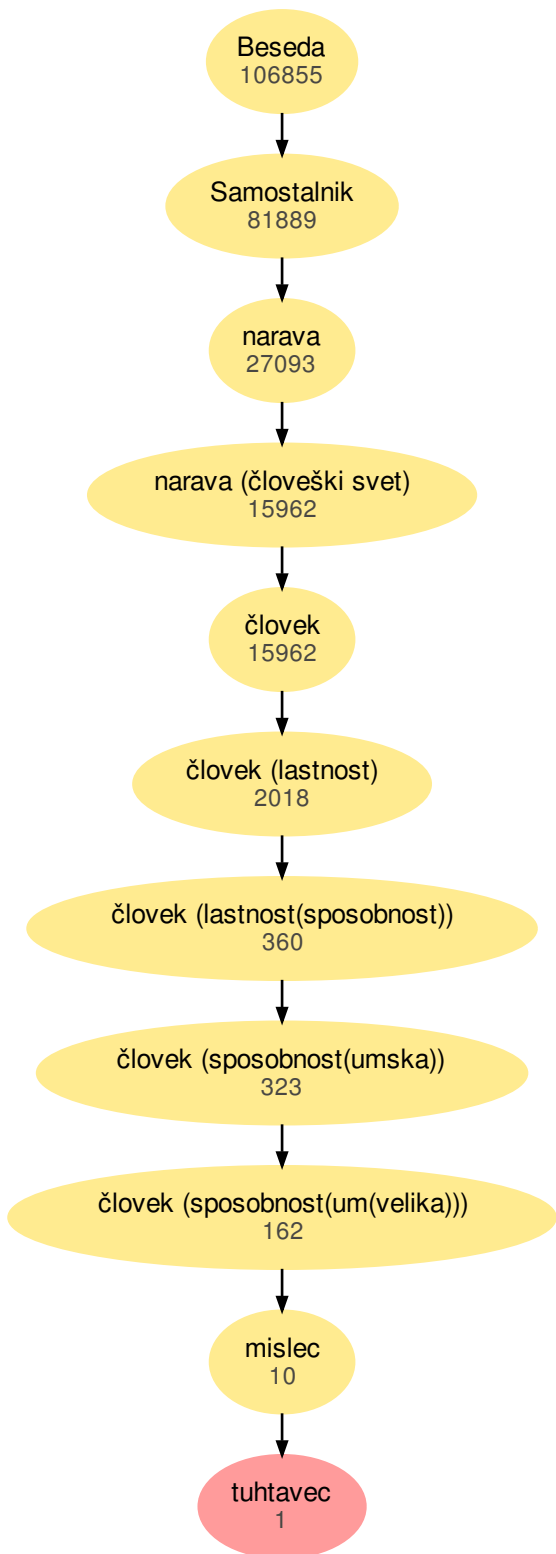 Beseda
106855
Samostalnik
81889
narava
27093
narava (človeški svet)
15962
človek
15962
človek (lastnost)
2018
človek (lastnost(sposobnost))
360
človek (sposobnost(umska))
323
človek (sposobnost(um(velika)))
162
mislec
10
tuhtavec
1